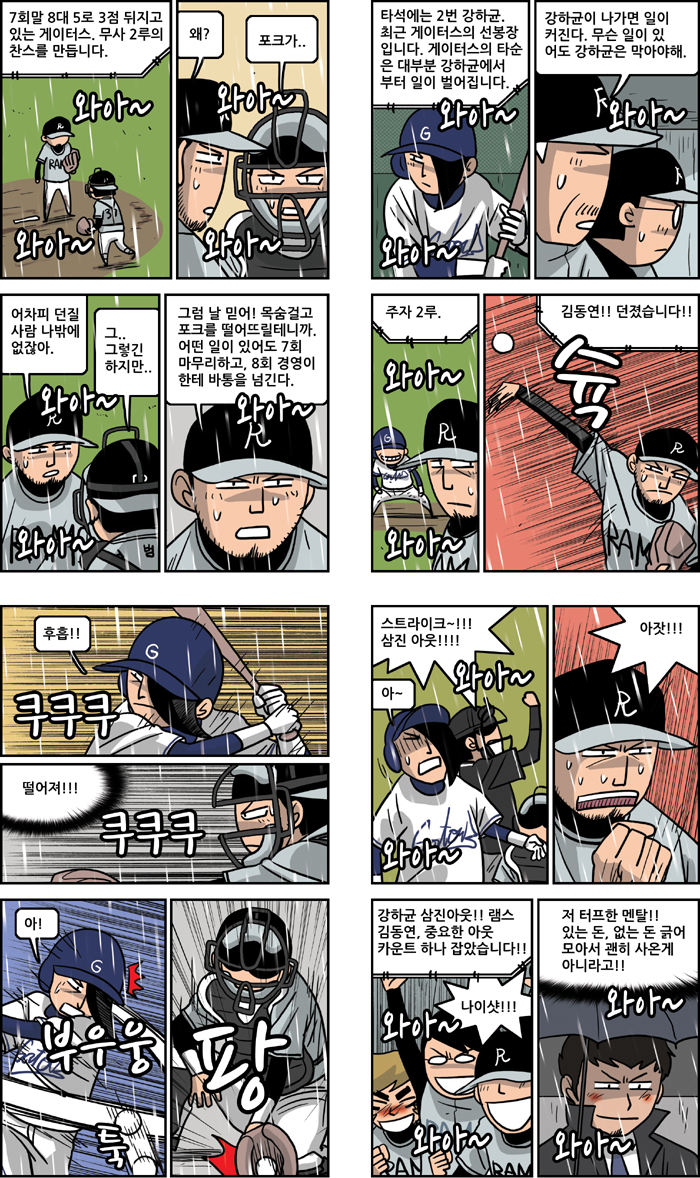 7회말 8대 5로 3점 뒤지고
있는 게이터스. 무사 2루의
찬스를 만듭니다.
와아~
R
RAM
31
와아~
왜?
포크가..
와아~
와아~
어차피 던질
사람 나밖에
없잖아.
그..
그렇긴
하지만..
와아~
R
와아~
범
그럼 날 믿어! 목숨걸고
포크를 떨어뜨릴테니까.
어떤 일이 있어도 7회
마무리하고, 8회 경영이
한테 바통을 넘긴다.
와아~
R
타석에는 2번 강하균.
최근 게이터스의 선봉장
입니다. 게이터스의 타순
은 대부분 강하균에서
부터 일이 벌어집니다.
와아~
G
와아~
강하균이 나가면 일이
커진다. 무슨 일이 있
어도 강하균은 막아야해.
와아~
주자 2루.
와아~
G
R
와아~
김동연!! 던졌습니다!!
슉
R
RAM
후흡!!
G
쿠쿠쿠
떨어져!!!
쿠쿠쿠
아!
G
부우웅
툭
팡
스트라이크~!!!
삼진 아웃!!!!
와아~
아~
와아~
아잣!!!
R
강하균 삼진아웃!! 램스
김동연, 중요한 아웃
카운트 하나 잡았습니다!!
나이샷!!!
와아~
R
와아~
RAM
저 터프한 멘탈!!
있는 돈, 없는 돈 긁어
모아서 괜히 사온게
아니라고!!
와아~
와아~